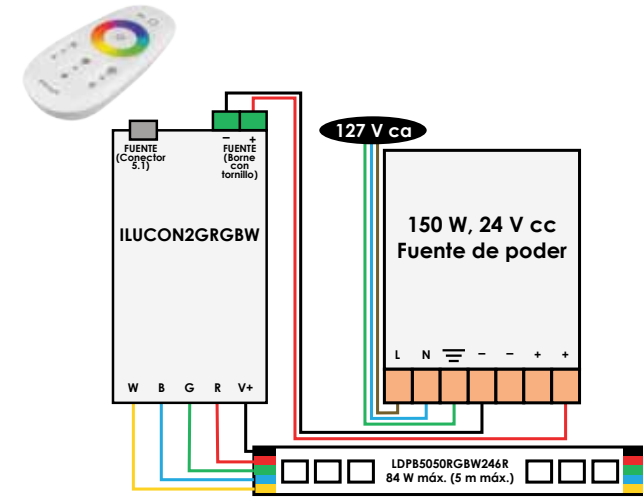 127 V ca
– +
FUENTE
(Conector
5.1)
FUENTE
(Borne
con
tornillo)
ILUCON2GRGBW
150 W, 24 V cc
Fuente de poder
L N – – + +
W B G R V+
LDPB5050RGBW246R
84 W máx. (5 m máx.)